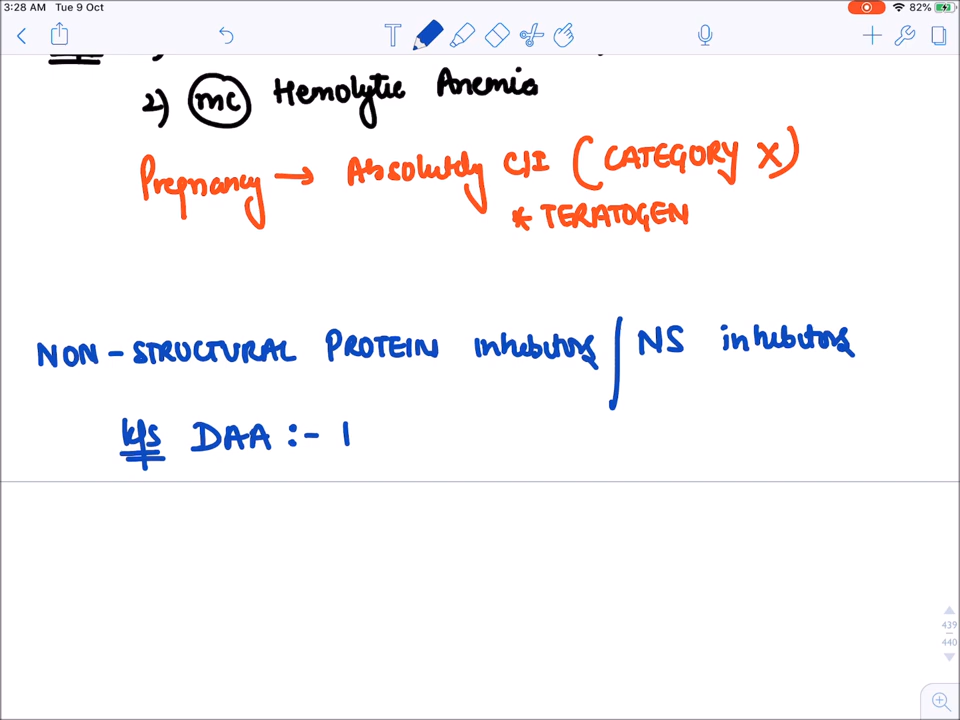 3:28 AM Tue 9 Oct 82%
2) mc Hemolytic Anemia
Pregnancy → Absolutely C/I (CATEGORY X)
* TERATOGEN
NON-STRUCTURAL PROTEIN inhibitors / NS inhibitors
k/s DAA :- 1
439
440